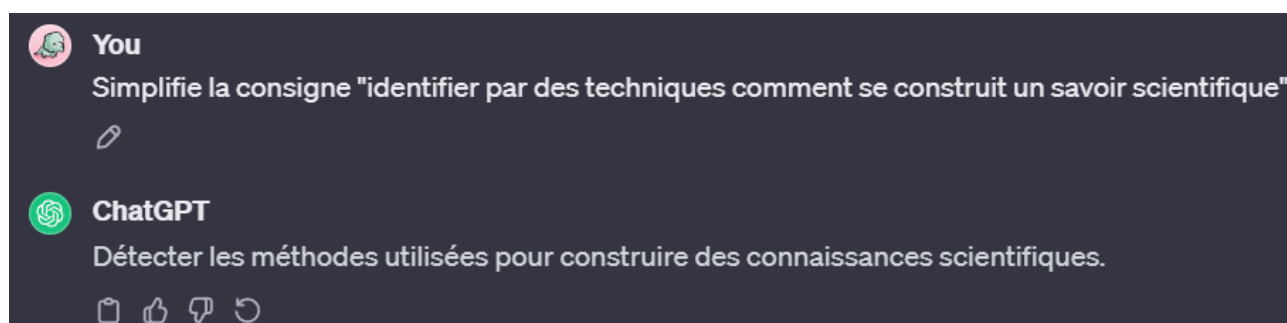 You
Simplifie la consigne "identifier par des techniques comment se construit un savoir scientifique"
ChatGPT
Détecter les méthodes utilisées pour construire des connaissances scientifiques.